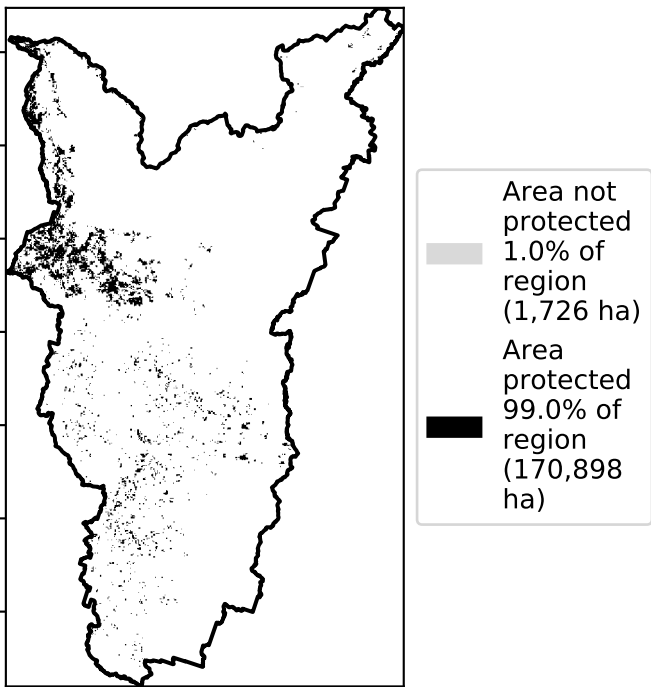 Area not
protected
1.0% of
region
(1,726 ha)
Area
protected
99.0% of
region
(170,898
ha)